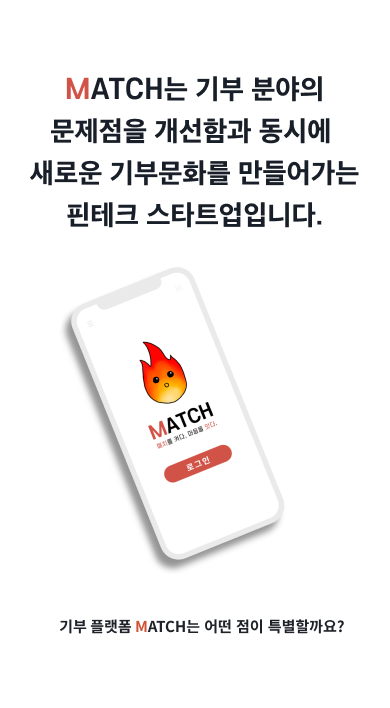 MATCH는 기부 분야의
문제점을 개선함과 동시에
새로운 기부문화를 만들어가는
핀테크 스타트업입니다.
MATCH
매치를 켜다. 마음을 잇다.
로그인
기부 플랫폼 MATCH는 어떤 점이 특별할까요?